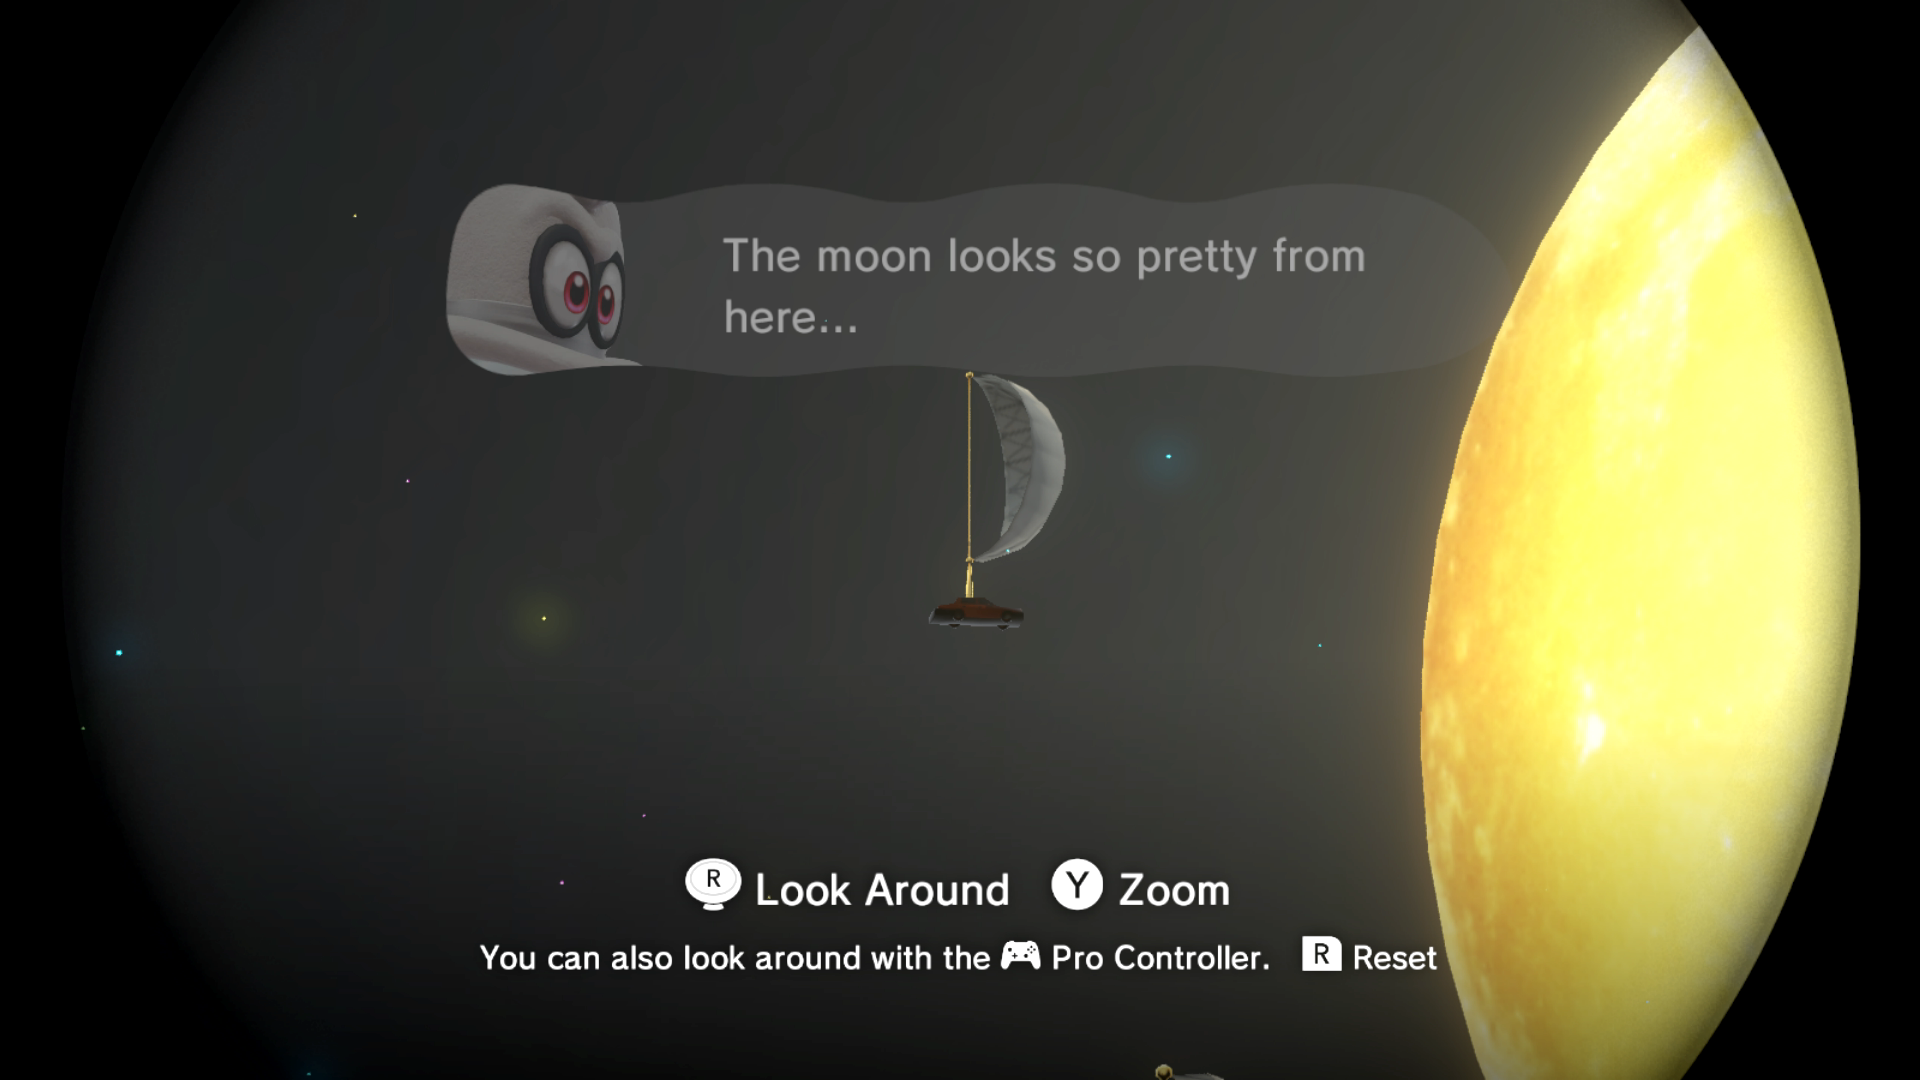 The moon looks so pretty from
here...
R Look Around Y Zoom
You can also look around with the Pro Controller. R Reset